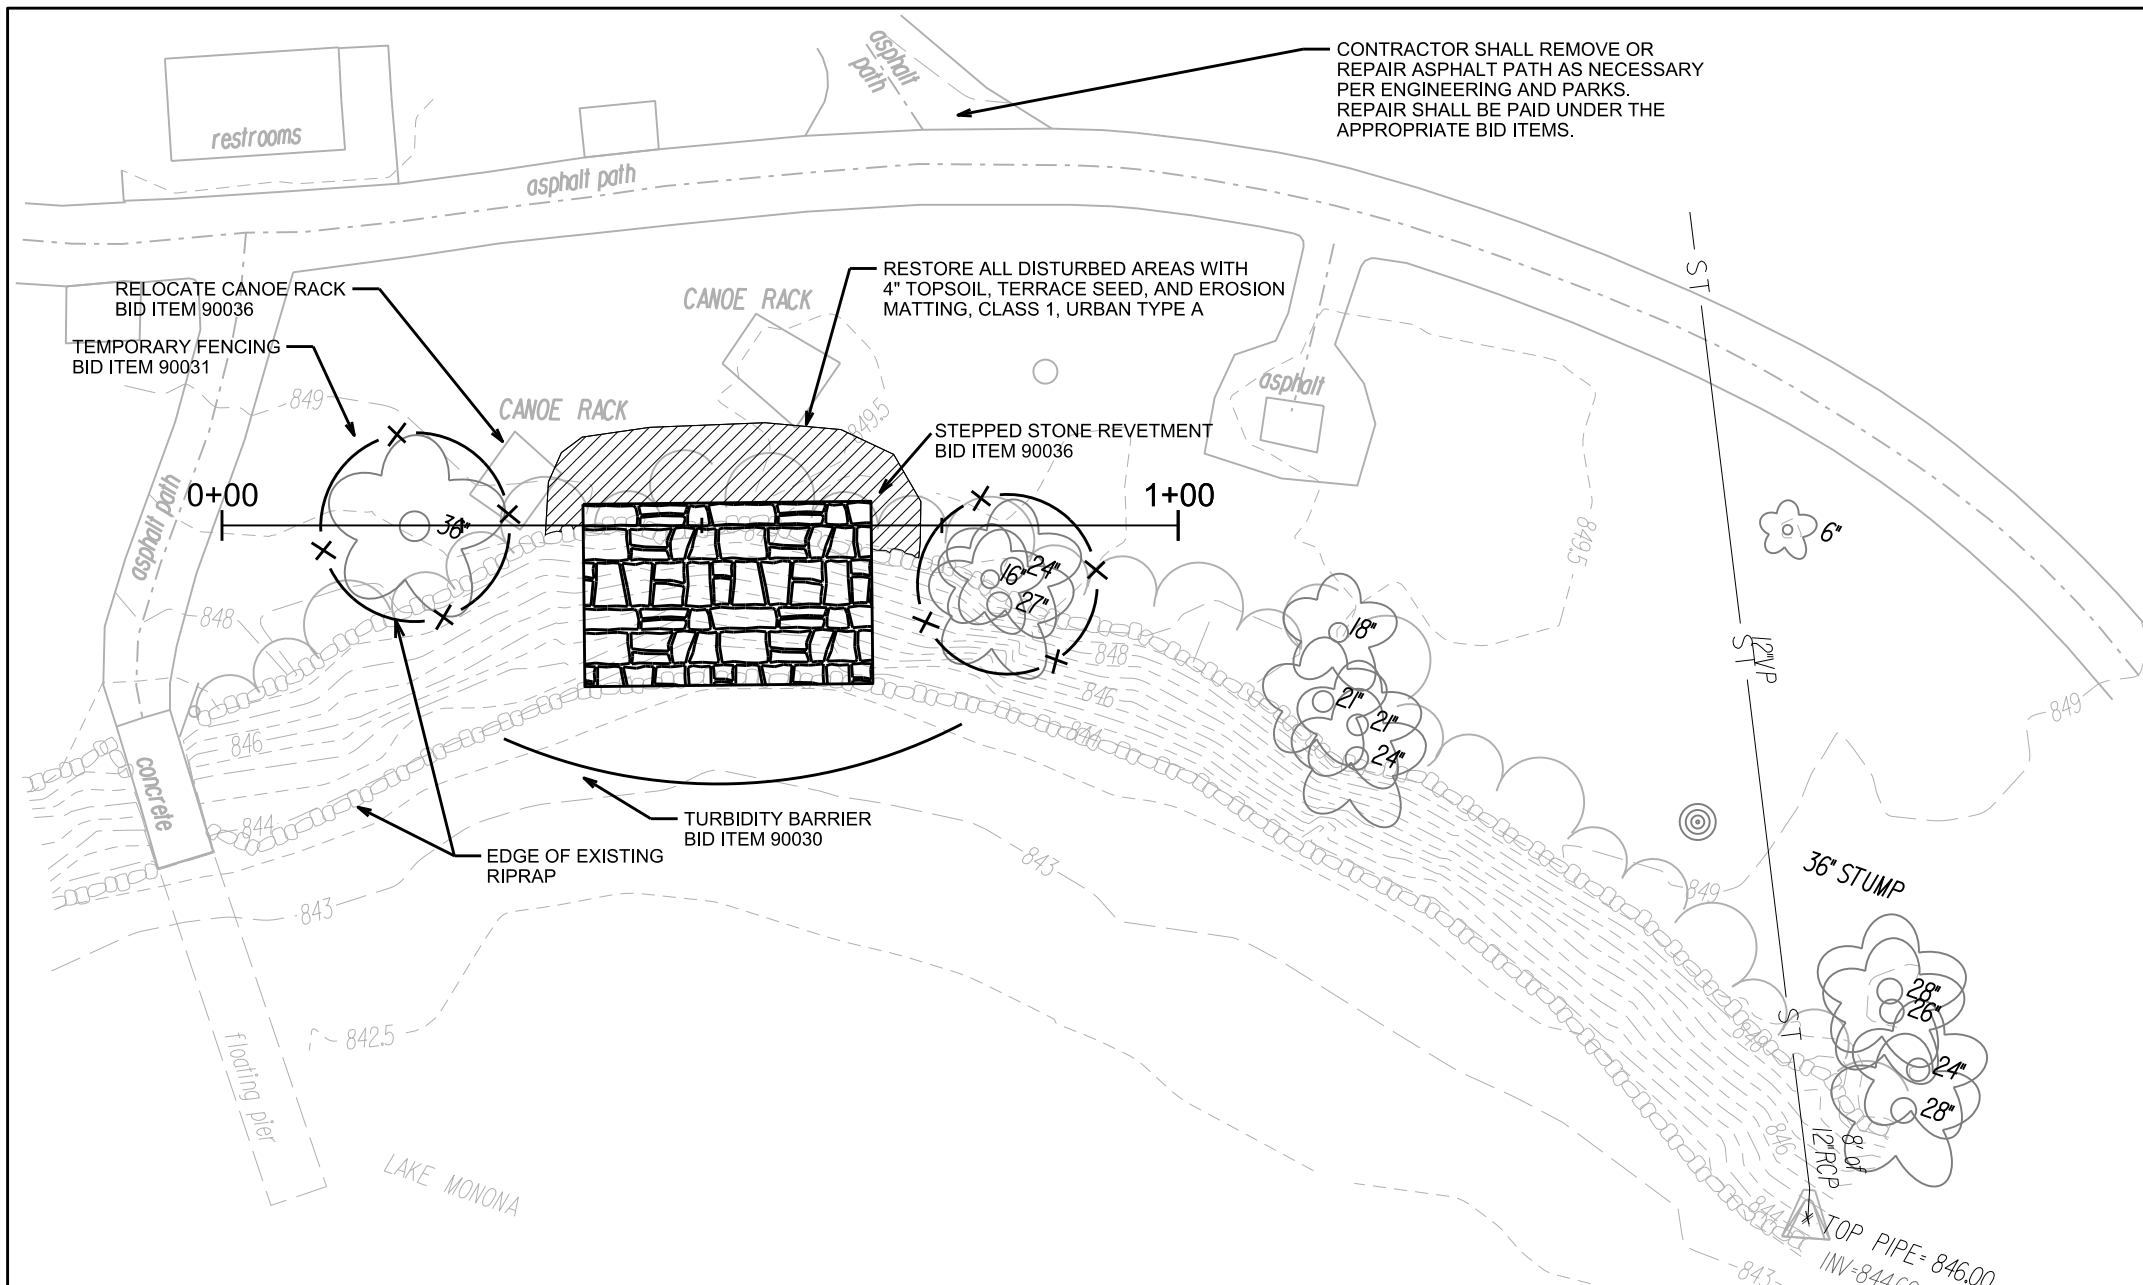 CONTRACTOR SHALL REMOVE OR
REPAIR ASPHALT PATH AS NECESSARY
PER ENGINEERING AND PARKS.
REPAIR SHALL BE PAID UNDER THE
APPROPRIATE BID ITEMS.
asphalt
path
restrooms
asphalt path
RELOCATE CANOE RACK
BID ITEM 90036
CANOE RACK
RESTORE ALL DISTURBED AREAS WITH
4" TOPSOIL, TERRACE SEED, AND EROSION
MATTING, CLASS 1, URBAN TYPE A
ST
TEMPORARY FENCING
BID ITEM 90031
849
CANOE RACK
849.5
asphalt
STEPPED STONE REVETMENT
BID ITEM 90036
0+00
1+00
asphalt path
36"
16"
24"
27"
849.5
6"
848
848
18"
ST
12"VP
846
846
844
21"
21"
24"
849
concrete
844
TURBIDITY BARRIER
BID ITEM 90030
EDGE OF EXISTING
RIPRAP
843
843
849
36" STUMP
842.5
floating pier
28"
26"
ST
848
24"
28"
846
12"RCP
8' of
LAKE MONONA
844
TOP PIPE= 846.00
843